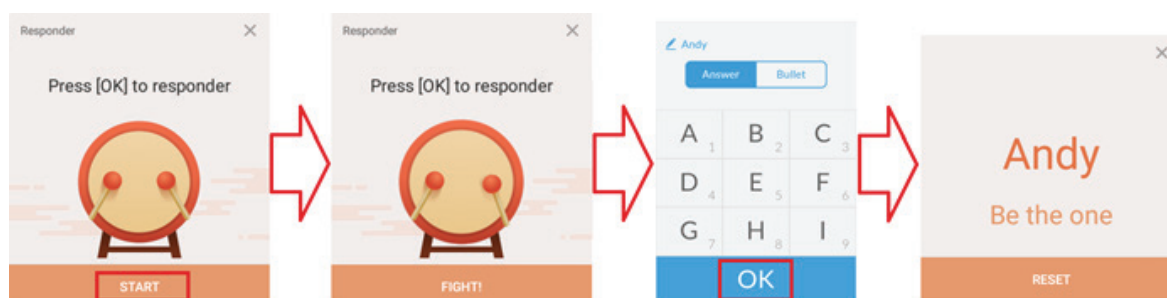 Responder ×
Press [OK] to responder
START
Responder ×
Press [OK] to responder
FIGHT!
Andy
Answer Bullet
A 1 B 2 C 3
D 4 E 5 F 6
G 7 H 8 I 9
OK
×
Andy
Be the one
RESET